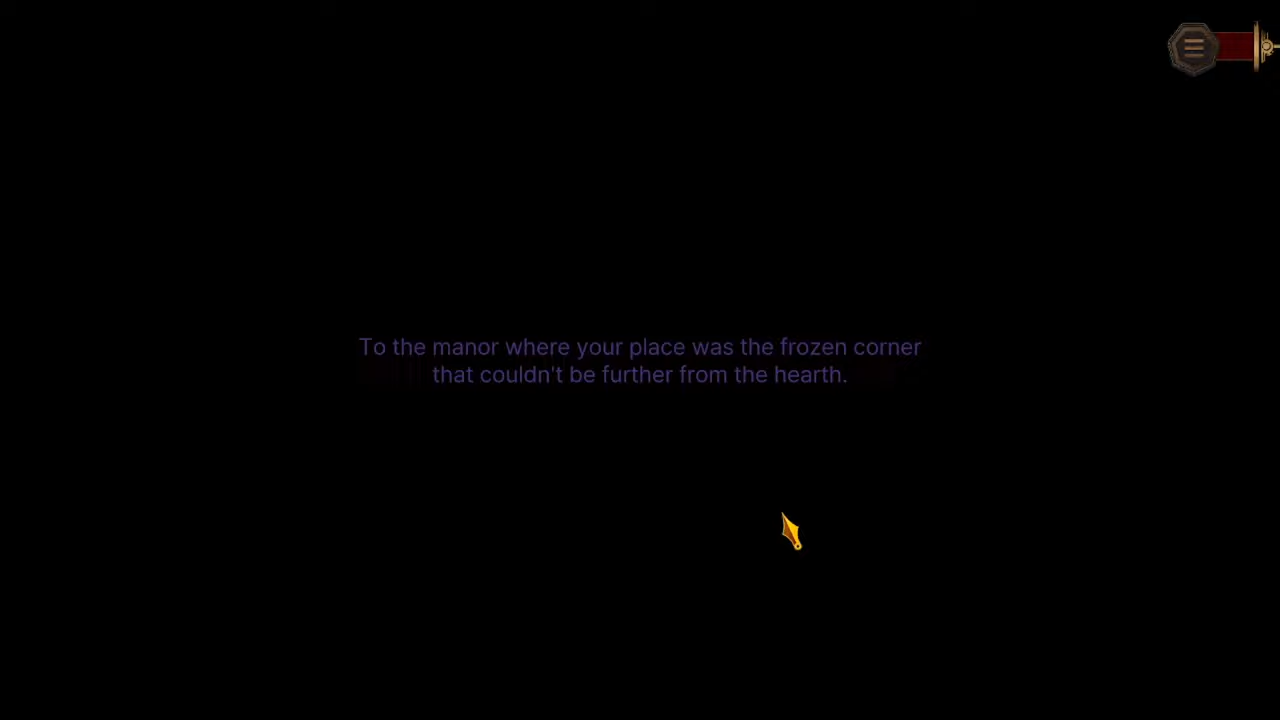 To the manor where your place was the frozen corner
that couldn't be further from the hearth.